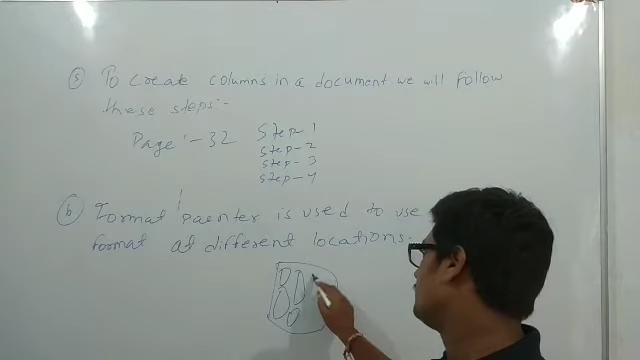 (5) To create columns in a document we will follow
these steps:-
Page :- 32 Step-1
Step-2
Step-3
Step-4
(6) Format painter is used to use
format at different locations.